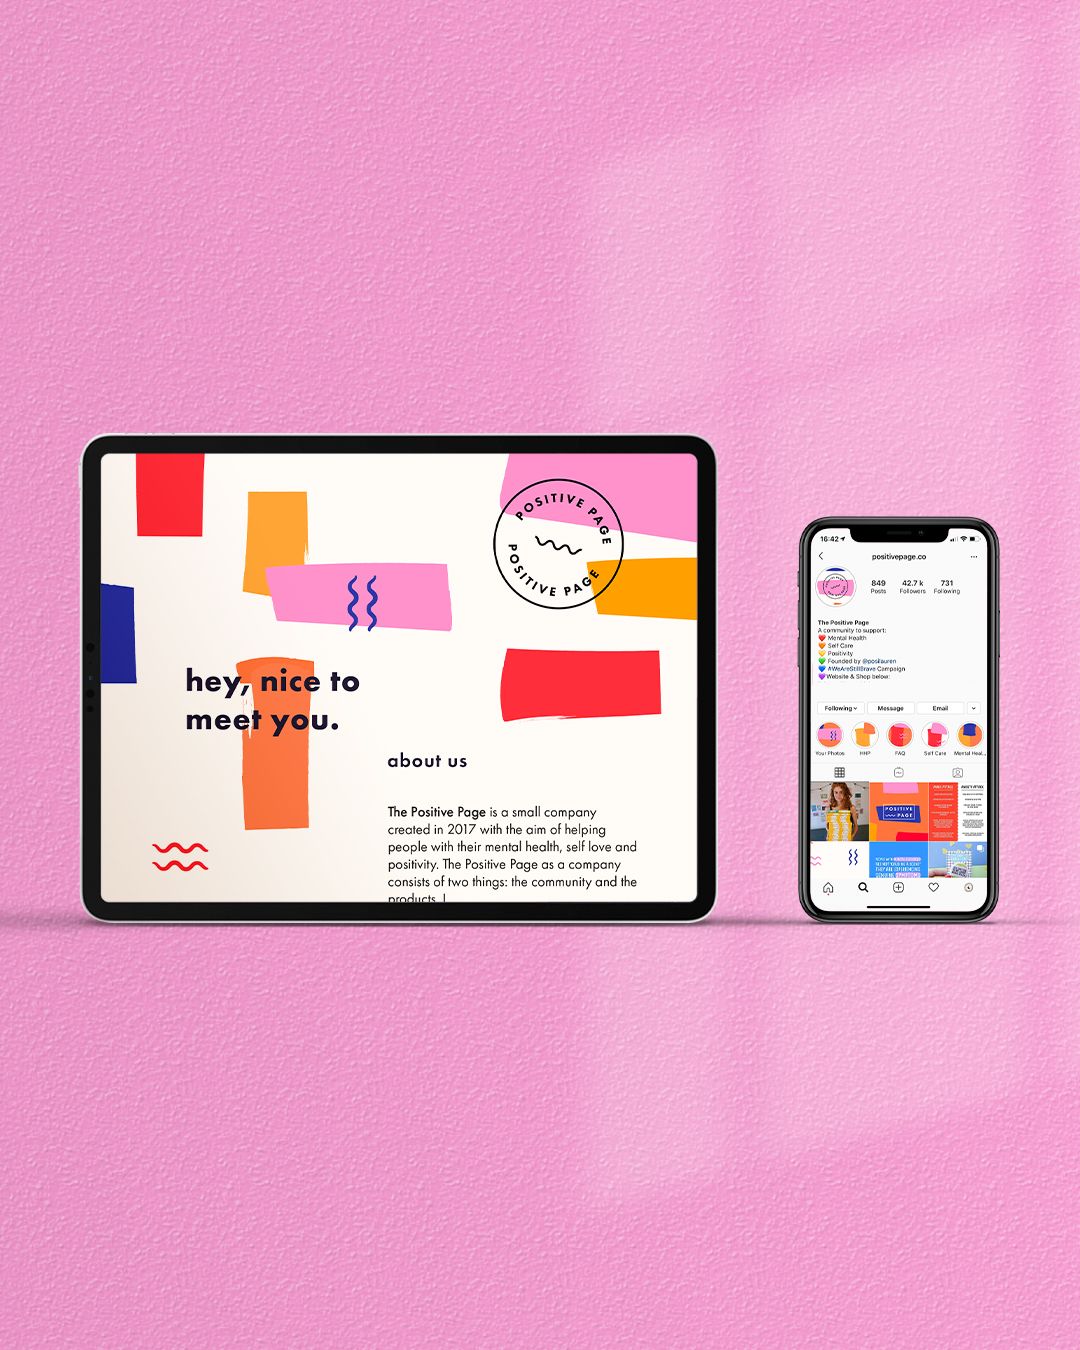 POSITIVE PAGE
POSITIVE PAGE
hey, nice to
meet you.
about us
The Positive Page is a small company
created in 2017 with the aim of helping
people with their mental health, self love and
positivity. The Positive Page as a company
consists of two things: the community and the
products. I
16:42
positivepage.co
849 42.7 k 731
Posts Followers Following
The Positive Page
A community to support:
❤️ Mental Health
🧡 Self Care
💛 Positivity
💚 Founded by @posilauren
💙 #WeAreStillBrave Campaign
💜 Website & Shop below:
Following Message Email
Your Photos HHP FAQ Self Care Mental Heal...
POSITIVE
PAGE